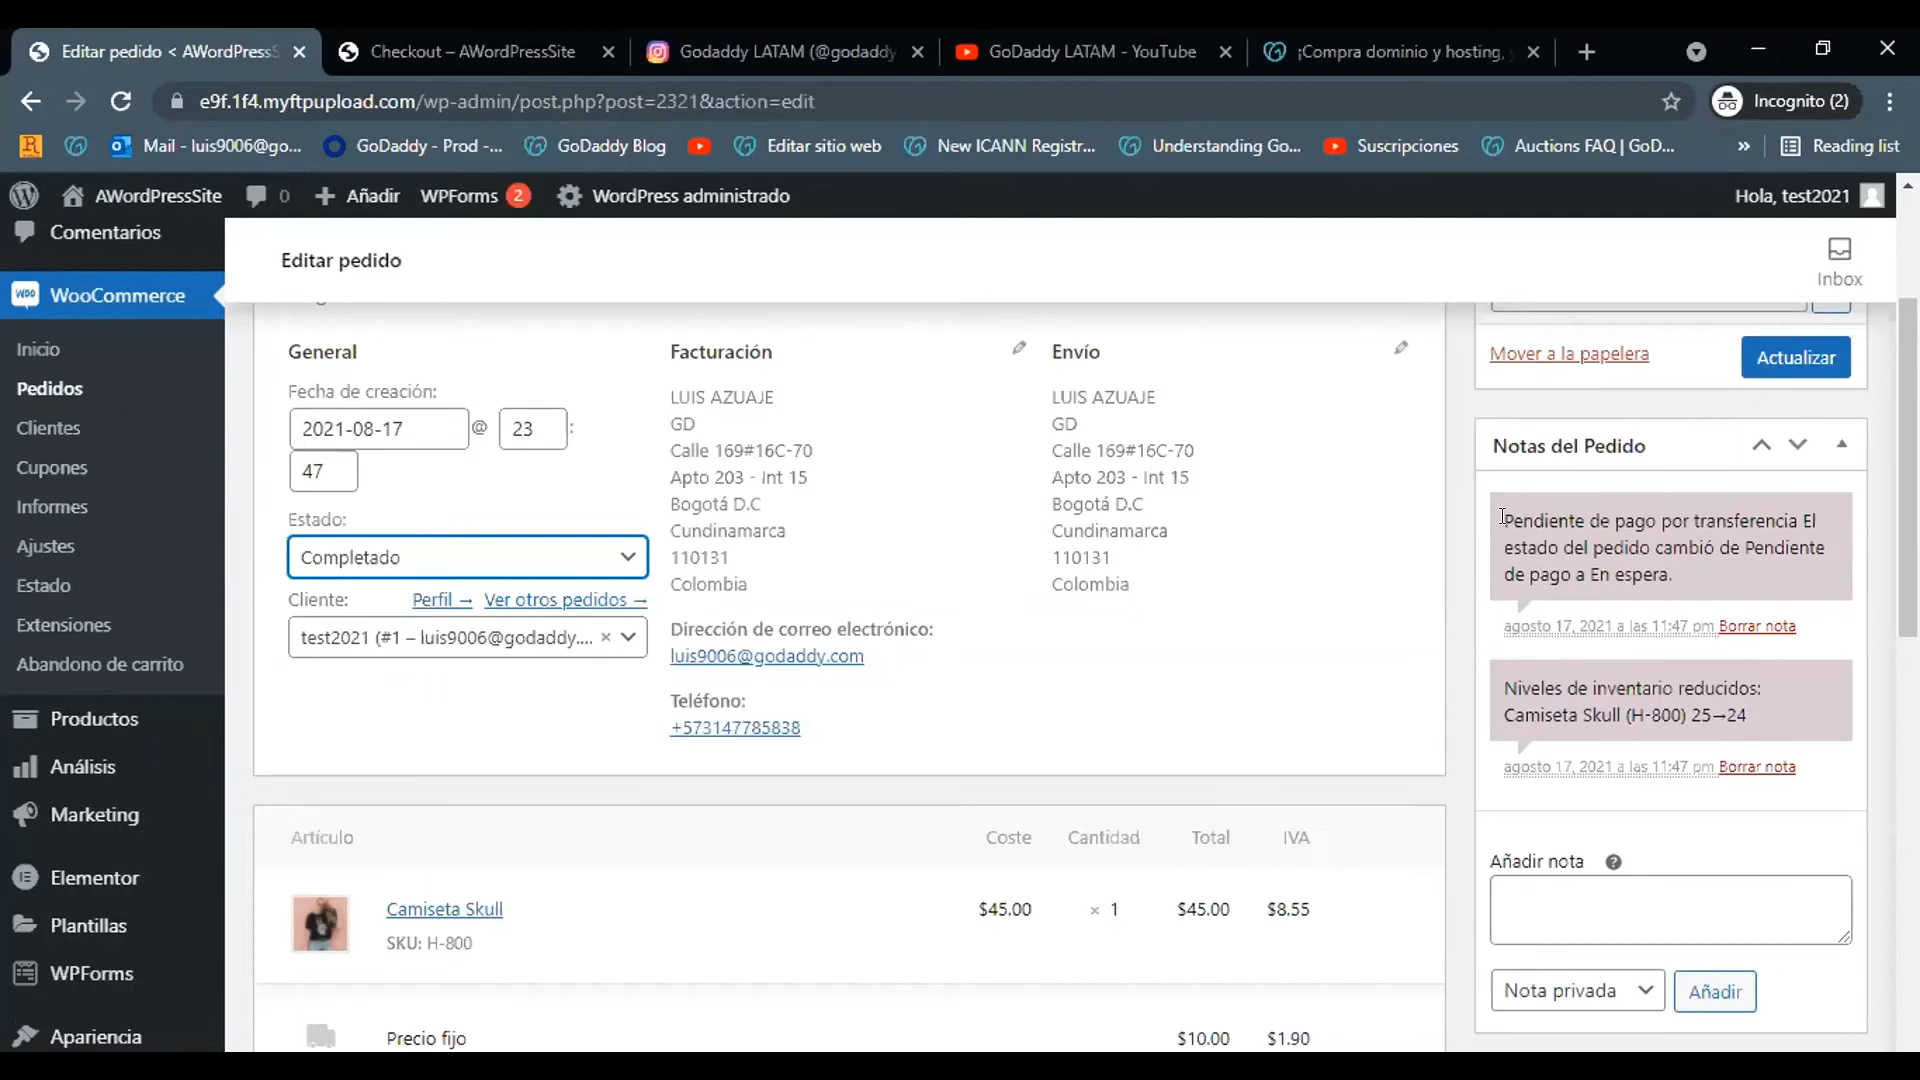 Editar pedido < AWordPressS
Checkout – AWordPressSite
Godaddy LATAM (@godaddy
GoDaddy LATAM - YouTube
¡Compra dominio y hosting,
e9f.1f4.myftpupload.com/wp-admin/post.php?post=2321&action=edit
Incognito (2)
Mail - luis9006@go...
GoDaddy - Prod -...
GoDaddy Blog
Editar sitio web
New ICANN Registr...
Understanding Go...
Suscripciones
Auctions FAQ | GoD...
»
Reading list
AWordPressSite
0
Añadir
WPForms 2
WordPress administrado
Hola, test2021
Comentarios
WooCommerce
Inicio
Pedidos
Clientes
Cupones
Informes
Ajustes
Estado
Extensiones
Abandono de carrito
Productos
Análisis
Marketing
Elementor
Plantillas
WPForms
Apariencia
Editar pedido
Inbox
General
Fecha de creación:
2021-08-17 @ 23 :
47
Estado:
Completado
Cliente: Perfil → Ver otros pedidos →
test2021 (#1 – luis9006@godaddy.... ×
Facturación
LUIS AZUAJE
GD
Calle 169#16C-70
Apto 203 - Int 15
Bogotá D.C
Cundinamarca
110131
Colombia
Dirección de correo electrónico:
luis9006@godaddy.com
Teléfono:
+573147785838
Envío
LUIS AZUAJE
GD
Calle 169#16C-70
Apto 203 - Int 15
Bogotá D.C
Cundinamarca
110131
Colombia
Artículo Coste Cantidad Total IVA
Camiseta Skull $45.00 × 1 $45.00 $8.55
SKU: H-800
Precio fijo $10.00 $1.90
Mover a la papelera
Actualizar
Notas del Pedido
Pendiente de pago por transferencia El
estado del pedido cambió de Pendiente
de pago a En espera.
agosto 17, 2021 a las 11:47 pm Borrar nota
Niveles de inventario reducidos:
Camiseta Skull (H-800) 25→24
agosto 17, 2021 a las 11:47 pm Borrar nota
Añadir nota ?
Nota privada
Añadir